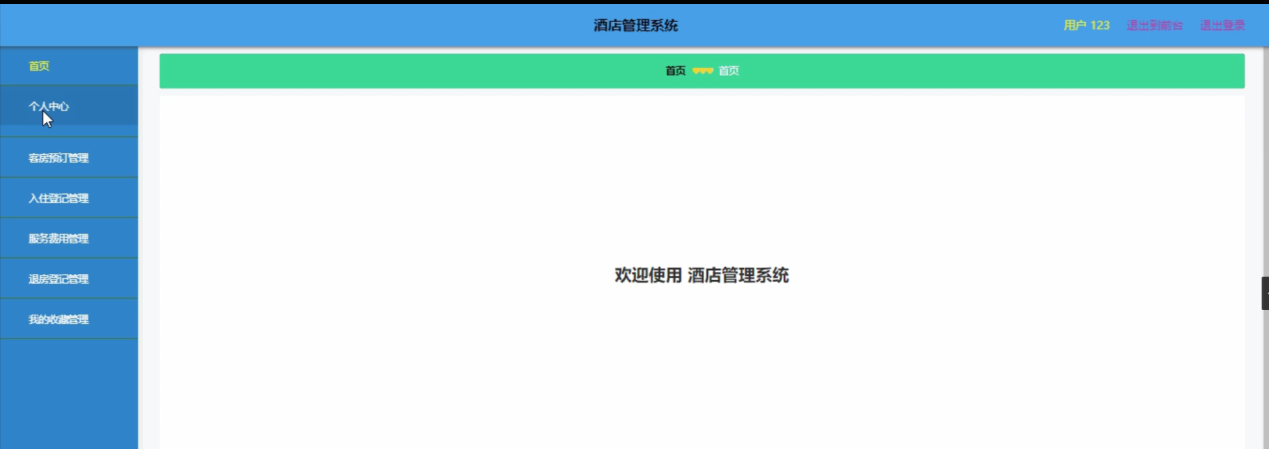 酒店管理系统
用户 123 退出到前台 退出登录
首页
首页 首页
个人中心
客房预订管理
入住登记管理
服务费用管理
退房登记管理
我的收藏管理
欢迎使用 酒店管理系统